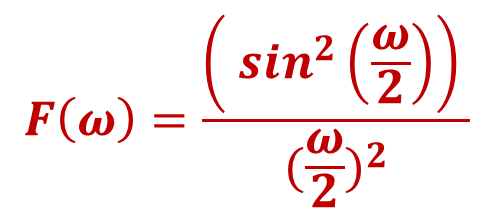 F(ω) = ( sin² (ω/2) ) / (ω/2)²